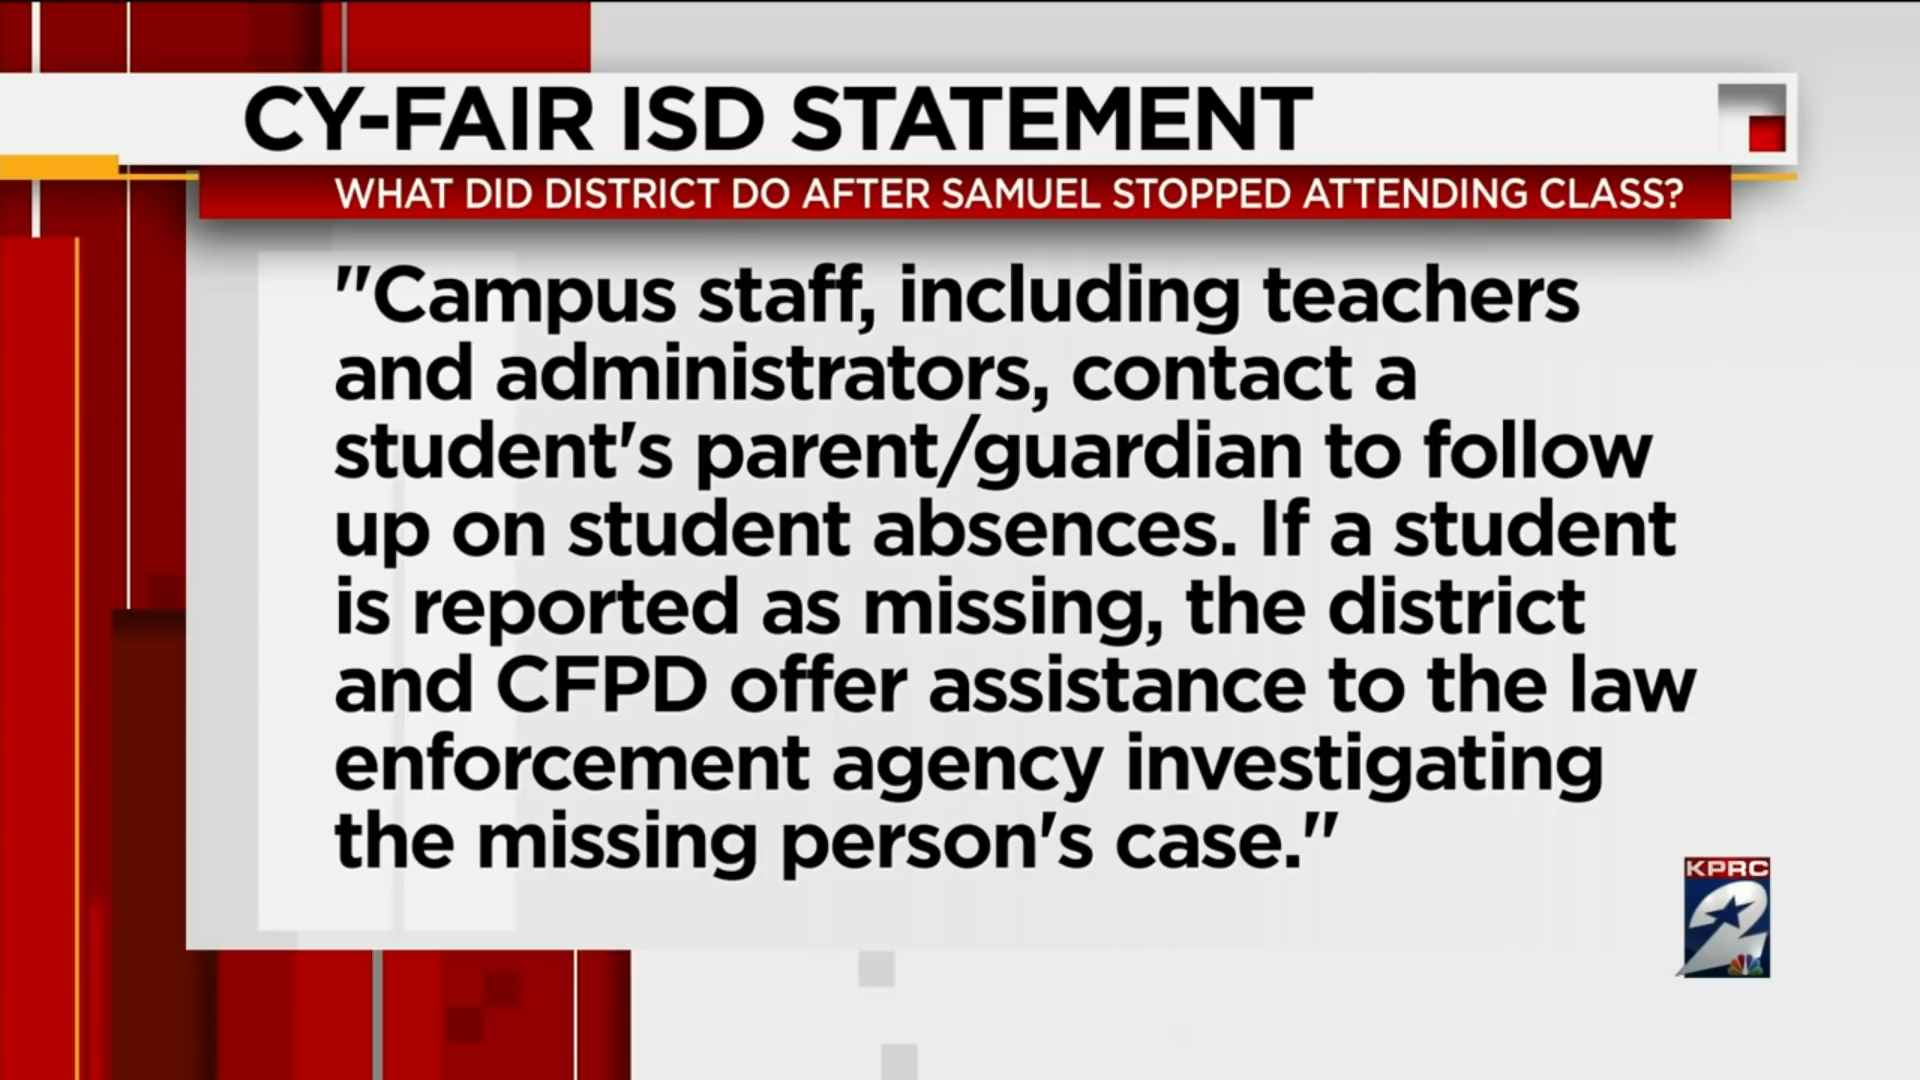 CY-FAIR ISD STATEMENT
WHAT DID DISTRICT DO AFTER SAMUEL STOPPED ATTENDING CLASS?
"Campus staff, including teachers
and administrators, contact a
student's parent/guardian to follow
up on student absences. If a student
is reported as missing, the district
and CFPD offer assistance to the law
enforcement agency investigating
the missing person's case."
KPRC
2